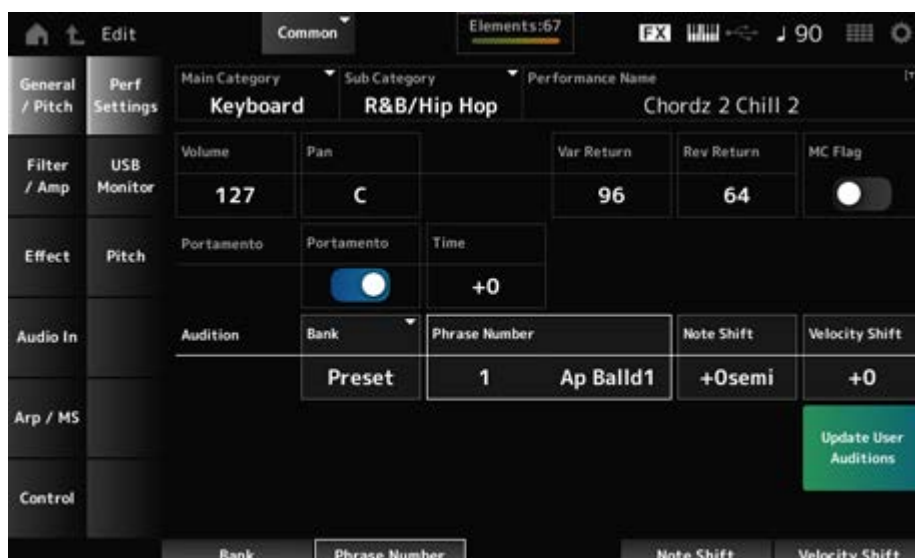 Edit
Common
Elements:67
FX
90
General / Pitch
Perf Settings
Main Category
Keyboard
Sub Category
R&B/Hip Hop
Performance Name
Chordz 2 Chill 2
Filter / Amp
USB Monitor
Volume
127
Pan
C
Var Return
96
Rev Return
64
MC Flag
Effect
Pitch
Portamento
Portamento
Time
+0
Audio In
Audition
Bank
Preset
Phrase Number
1 Ap Balld1
Note Shift
+0semi
Velocity Shift
+0
Arp / MS
Update User
Auditions
Control
Bank
Phrase Number
Note Shift
Velocity Shift